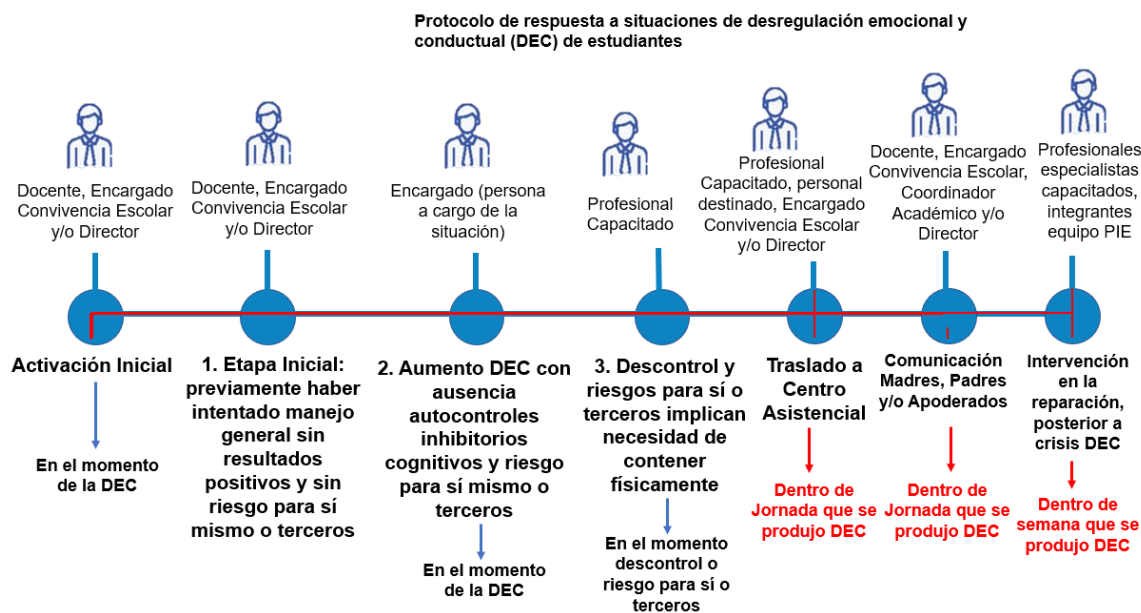 Protocolo de respuesta a situaciones de desregulación emocional y
conductual (DEC) de estudiantes
Docente, Encargado
Convivencia Escolar
y/o Director
Docente, Encargado
Convivencia Escolar
y/o Director
Encargado (persona
a cargo de la
situación)
Profesional
Capacitado
Profesional
Capacitado, personal
destinado, Encargado
Convivencia Escolar
y/o Director
Docente, Encargado
Convivencia Escolar,
Coordinador
Académico y/o
Director
Profesionales
especialistas
capacitados,
integrantes
equipo PIE
Activación Inicial
En el momento
de la DEC
1. Etapa Inicial:
previamente haber
intentado manejo
general sin
resultados
positivos y sin
riesgo para sí
mismo o terceros
2. Aumento DEC con
ausencia
autocontroles
inhibitorios
cognitivos y riesgo
para sí mismo o
terceros
En el momento
de la DEC
3. Descontrol y
riesgos para sí o
terceros implican
necesidad de
contener
físicamente
En el momento
descontrol o
riesgo para sí o
terceros
Traslado a
Centro
Asistencial
Dentro de
Jornada que se
produjo DEC
Comunicación
Madres, Padres
y/o Apoderados
Dentro de
Jornada que se
produjo DEC
Intervención
en la
reparación,
posterior a
crisis DEC
Dentro de
semana que se
produjo DEC